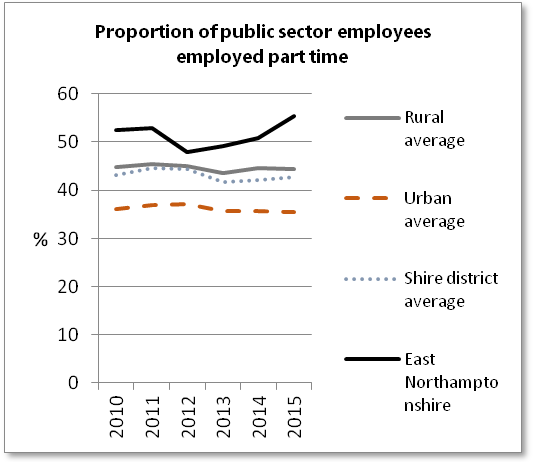 Proportion of public sector employees
employed part time
60
50
40
30
20
10
0
%
2010
2011
2012
2013
2014
2015
Rural
average
Urban
average
Shire district
average
East
Northampto
nshire